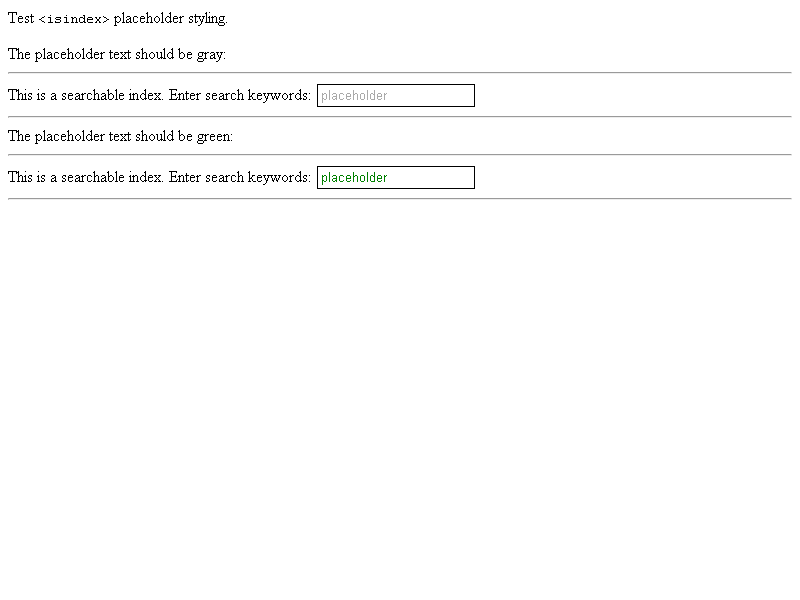 Test <isindex> placeholder styling.
The placeholder text should be gray:
This is a searchable index. Enter search keywords: placeholder
The placeholder text should be green:
This is a searchable index. Enter search keywords: placeholder